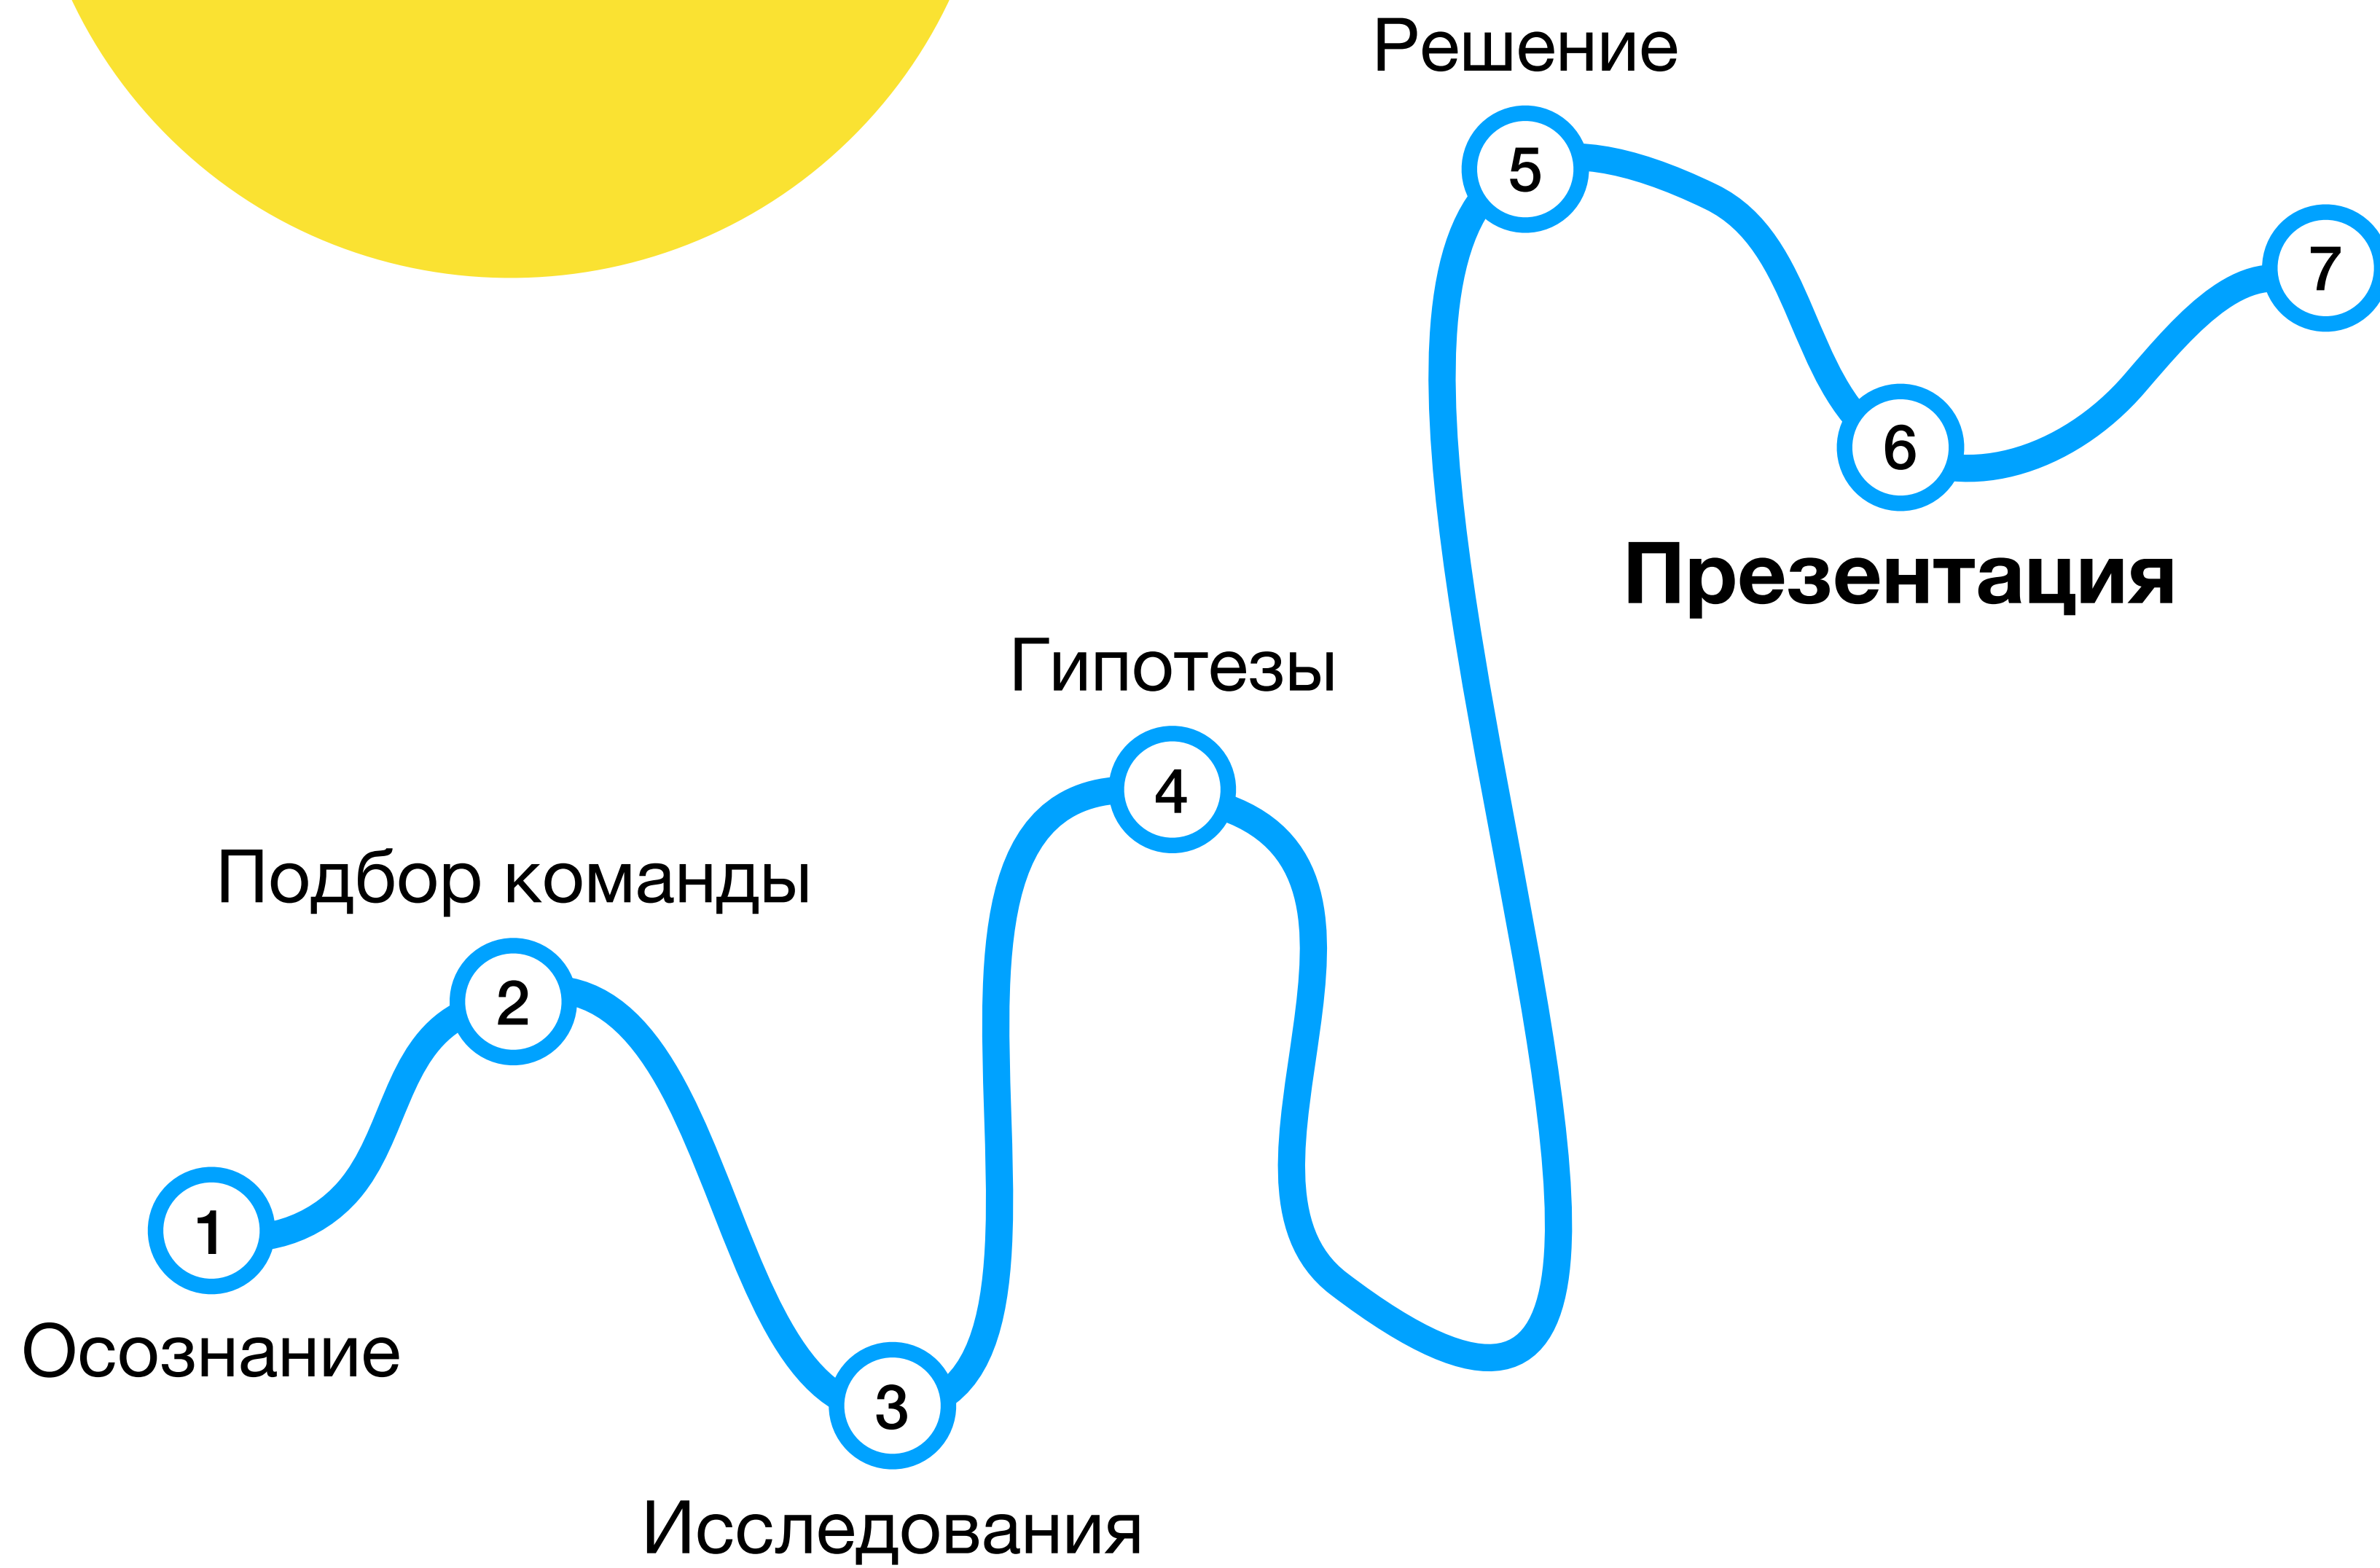 Решение
5
7
6
Презентация
Гипотезы
4
Подбор команды
2
1
Осознание
3
Исследования